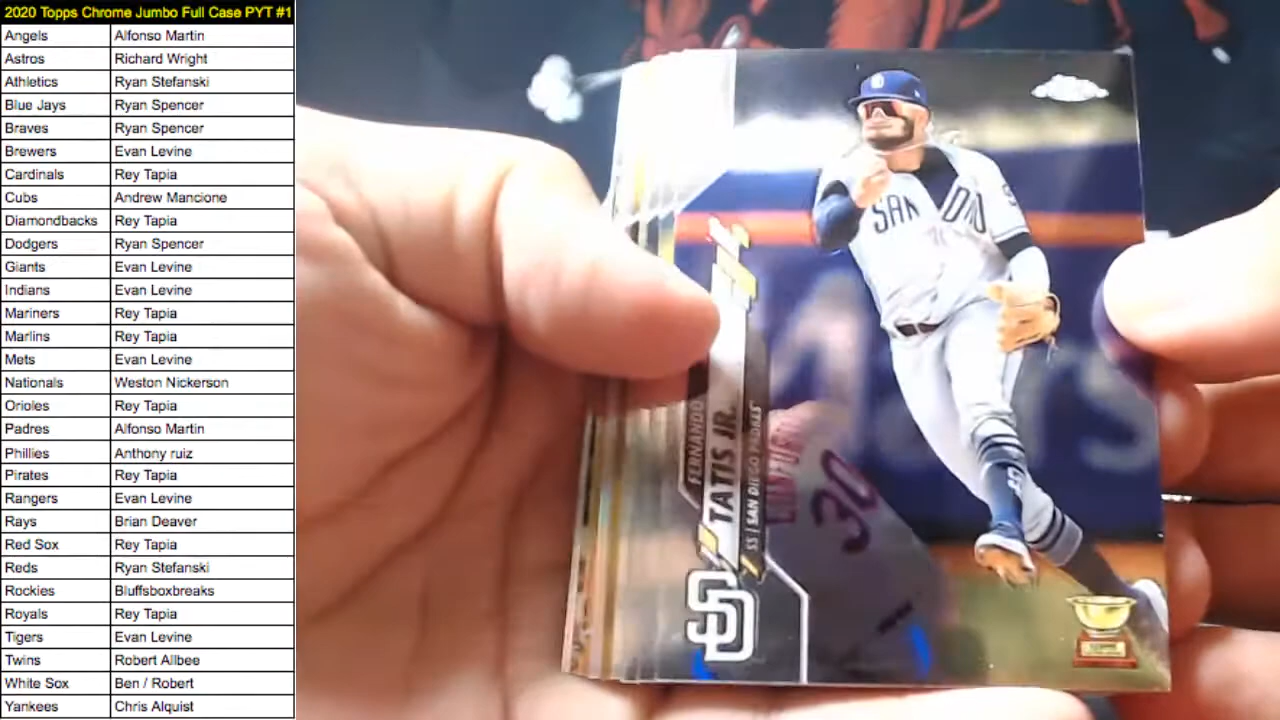 2020 Topps Chrome Jumbo Full Case PYT #1
Angels Alfonso Martin
Astros Richard Wright
Athletics Ryan Stefanski
Blue Jays Ryan Spencer
Braves Ryan Spencer
Brewers Evan Levine
Cardinals Rey Tapia
Cubs Andrew Mancione
Diamondbacks Rey Tapia
Dodgers Ryan Spencer
Giants Evan Levine
Indians Evan Levine
Mariners Rey Tapia
Marlins Rey Tapia
Mets Evan Levine
Nationals Weston Nickerson
Orioles Rey Tapia
Padres Alfonso Martin
Phillies Anthony ruiz
Pirates Rey Tapia
Rangers Evan Levine
Rays Brian Deaver
Red Sox Rey Tapia
Reds Ryan Stefanski
Rockies Bluffsboxbreaks
Royals Rey Tapia
Tigers Evan Levine
Twins Robert Allbee
White Sox Ben / Robert
Yankees Chris Alquist
SAN
FERNANDO
TATIS JR.
SS | SAN DIEGO PADRES
SD
30